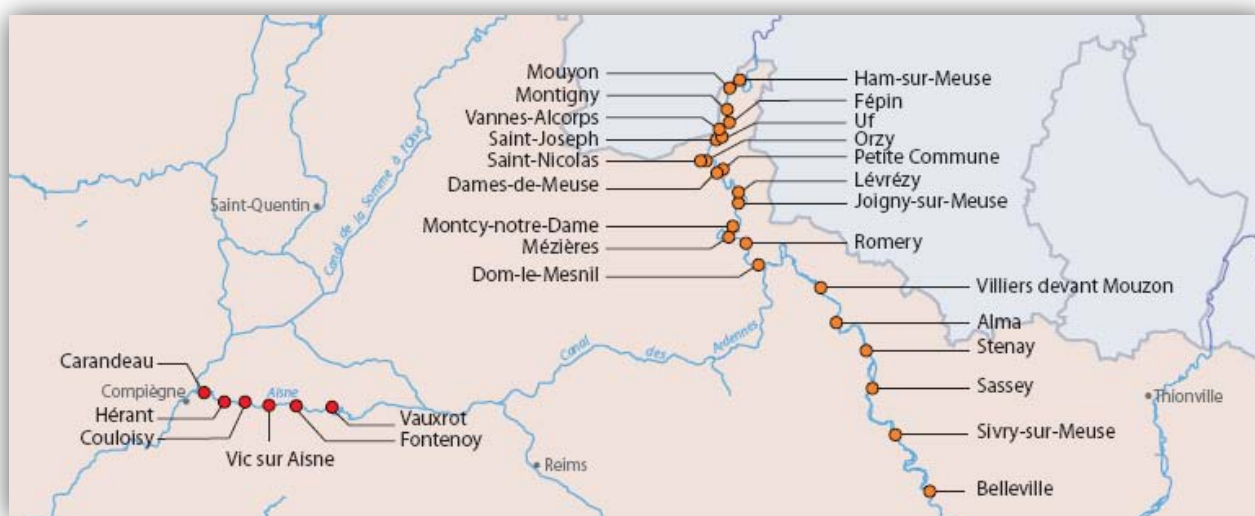 Mouyon
Montigny
Vannes-Alcorps
Saint-Joseph
Saint-Nicolas
Dames-de-Meuse
Montcy-notre-Dame
Mézières
Dom-le-Mesnil
Ham-sur-Meuse
Fépin
Uf
Orzy
Petite Commune
Lévrézy
Joigny-sur-Meuse
Romery
Villiers devant Mouzon
Alma
Stenay
Sassey
Sivry-sur-Meuse
Belleville
Saint-Quentin
Canal de la Somme à l'Oise
Canal des Ardennes
Carandeau
Compiègne
Aisne
Hérant
Couloisy
Vic sur Aisne
Vauxrot
Fontenoy
Reims
Thionville